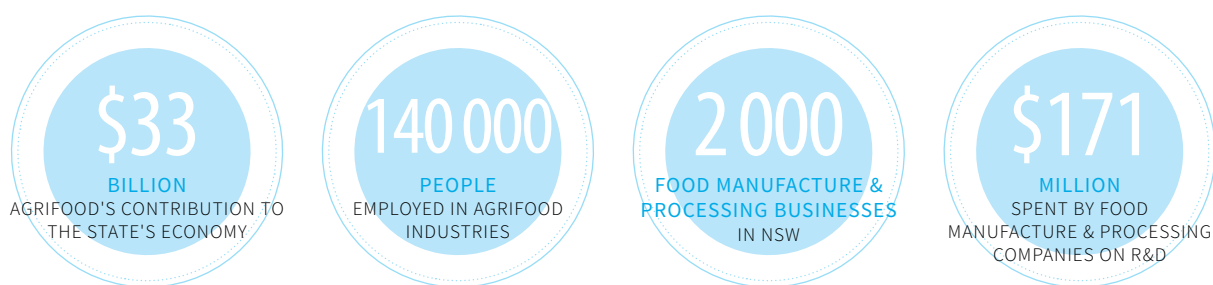 $33
BILLION
AGRIFOOD'S CONTRIBUTION TO
THE STATE'S ECONOMY
140 000
PEOPLE
EMPLOYED IN AGRIFOOD
INDUSTRIES
2 000
FOOD MANUFACTURE &
PROCESSING BUSINESSES
IN NSW
$171
MILLION
SPENT BY FOOD
MANUFACTURE & PROCESSING
COMPANIES ON R&D